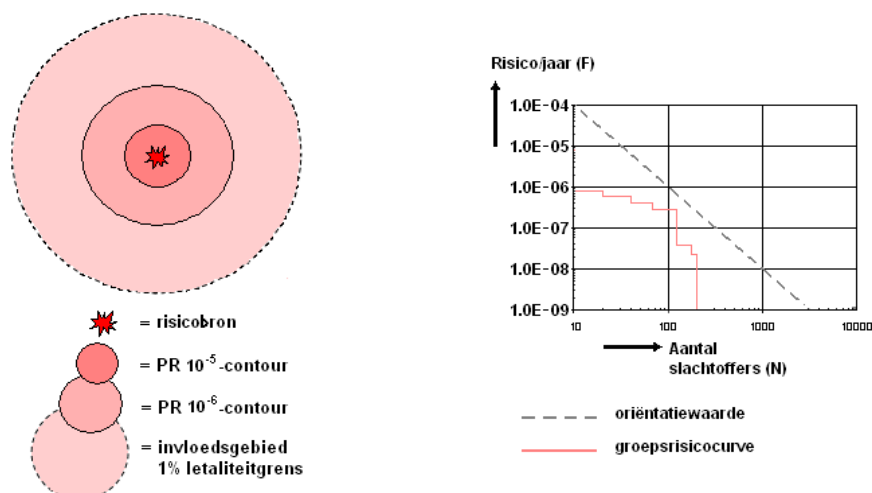 = risicobron
= PR 10⁻⁵-contour
= PR 10⁻⁶-contour
= invloedsgebied
1% letaliteitgrens
Risico/jaar (F)
1.0E-04
1.0E-05
1.0E-06
1.0E-07
1.0E-08
1.0E-09
10 100 1000 10000
Aantal
slachtoffers (N)
oriëntatiewaarde
groepsrisicocurve